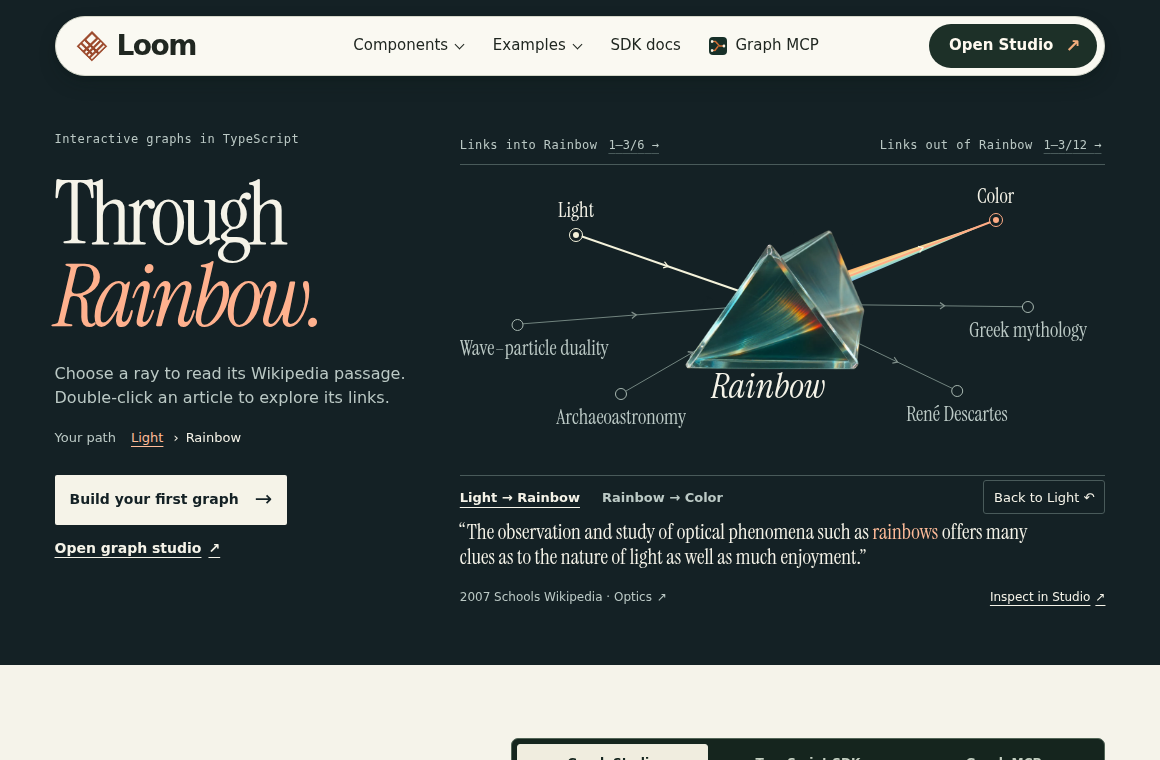 Loom
Components
Examples
SDK docs
Graph MCP
Open Studio ↗
Interactive graphs in TypeScript
Through
Rainbow.
Choose a ray to read its Wikipedia passage.
Double-click an article to explore its links.
Your path Light › Rainbow
Build your first graph →
Open graph studio ↗
Links into Rainbow 1–3/6 →
Links out of Rainbow 1–3/12 →
Light
Color
Wave–particle duality
Greek mythology
Rainbow
Archaeoastronomy
René Descartes
Light → Rainbow
Rainbow → Color
Back to Light ↶
“The observation and study of optical phenomena such as rainbows offers many
clues as to the nature of light as well as much enjoyment.”
2007 Schools Wikipedia · Optics ↗
Inspect in Studio ↗